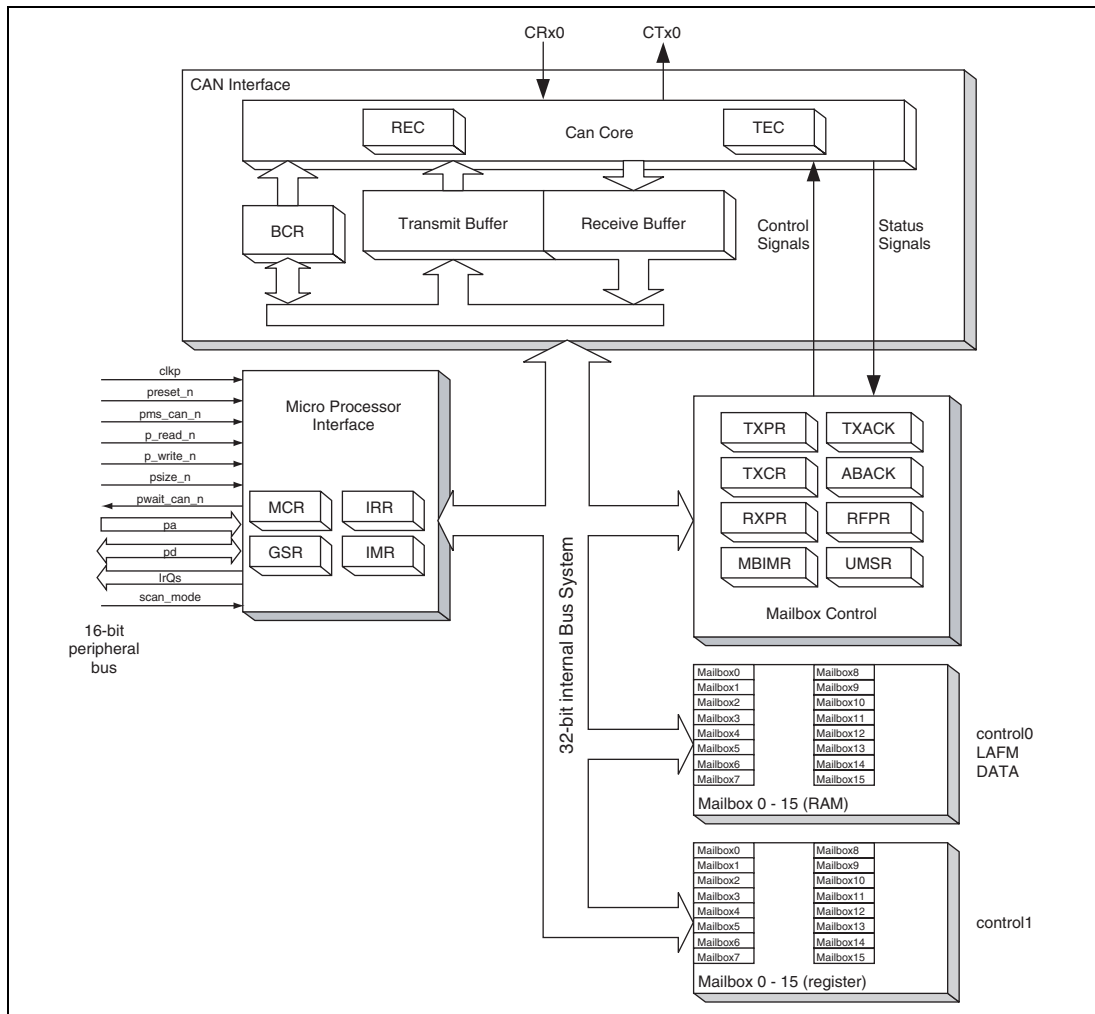 CRx0
CTx0
CAN Interface
REC
Can Core
TEC
BCR
Transmit Buffer
Receive Buffer
Control
Signals
Status
Signals
clkp
preset_n
pms_can_n
p_read_n
p_write_n
psize_n
pwait_can_n
pa
pd
IrQs
scan_mode
16-bit
peripheral
bus
Micro Processor
Interface
MCR
IRR
GSR
IMR
32-bit internal Bus System
TXPR
TXACK
TXCR
ABACK
RXPR
RFPR
MBIMR
UMSR
Mailbox Control
Mailbox0
Mailbox1
Mailbox2
Mailbox3
Mailbox4
Mailbox5
Mailbox6
Mailbox7
Mailbox8
Mailbox9
Mailbox10
Mailbox11
Mailbox12
Mailbox13
Mailbox14
Mailbox15
Mailbox 0 - 15 (RAM)
control0
LAFM
DATA
Mailbox0
Mailbox1
Mailbox2
Mailbox3
Mailbox4
Mailbox5
Mailbox6
Mailbox7
Mailbox8
Mailbox9
Mailbox10
Mailbox11
Mailbox12
Mailbox13
Mailbox14
Mailbox15
Mailbox 0 - 15 (register)
control1